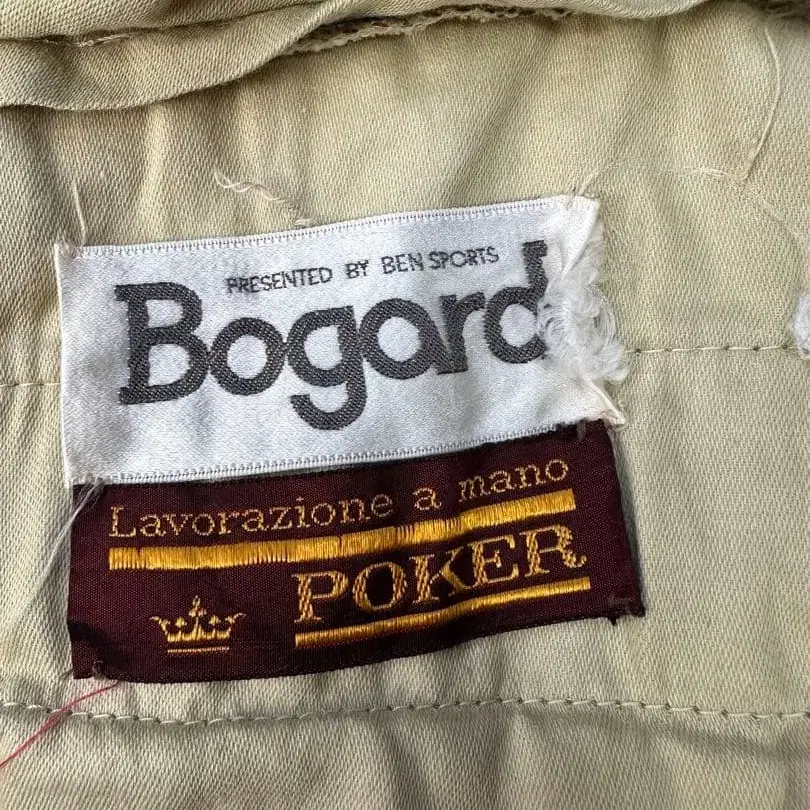 PRESENTED BY BEN SPORTS
Bogard
Lavorazione a mano
POKER